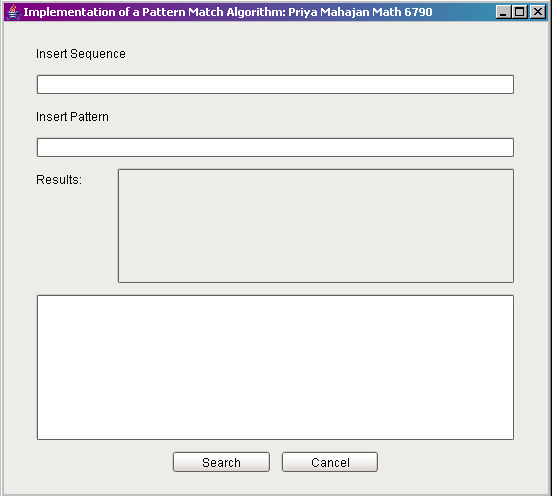 Implementation of a Pattern Match Algorithm: Priya Mahajan Math 6790
Insert Sequence
Insert Pattern
Results:
Search Cancel